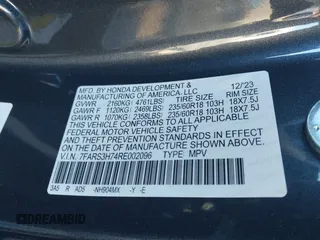 MFD. BY HONDA DEVELOPMENT &
MANUFACTURING OF AMERICA, LLC 12/23
GVWR 2160KG( 4761LBS) TIRE SIZE RIM SIZE
GAWR F 1120KG( 2469LBS) 235/60R18 103H 18X7.5J
GAWR R 1070KG( 2358LBS) 235/60R18 103H 18X7.5J
THIS VEHICLE CONFORMS TO ALL APPLICABLE
FEDERAL MOTOR VEHICLE SAFETY, BUMPER,
AND THEFT PREVENTION STANDARDS IN EFFECT
ON THE DATE OF MANUFACTURE SHOWN ABOVE.
V.I.N. 7FARS3H74RE002096 TYPE MPV
3A5 R AD5 -NH904MX -Y -E
DREAMBID